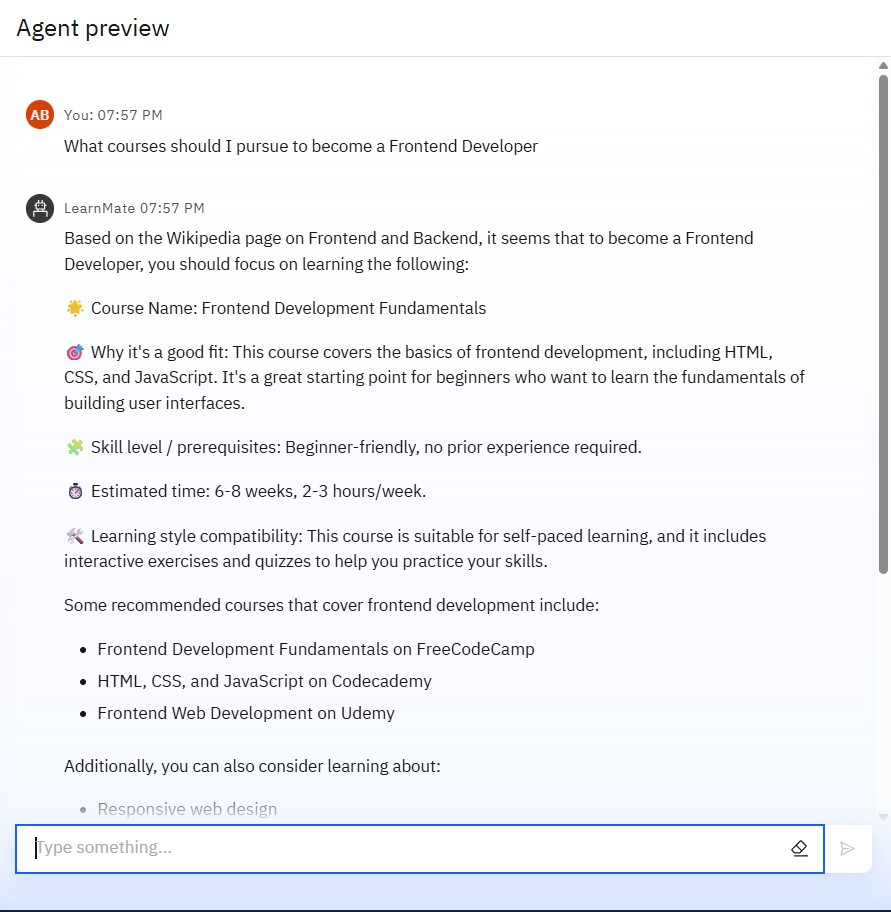 Agent preview
AB
You: 07:57 PM
What courses should I pursue to become a Frontend Developer
LearnMate 07:57 PM
Based on the Wikipedia page on Frontend and Backend, it seems that to become a Frontend
Developer, you should focus on learning the following:
🌟 Course Name: Frontend Development Fundamentals
🎯 Why it's a good fit: This course covers the basics of frontend development, including HTML,
CSS, and JavaScript. It's a great starting point for beginners who want to learn the fundamentals of
building user interfaces.
🧩 Skill level / prerequisites: Beginner-friendly, no prior experience required.
⏱ Estimated time: 6-8 weeks, 2-3 hours/week.
🛠 Learning style compatibility: This course is suitable for self-paced learning, and it includes
interactive exercises and quizzes to help you practice your skills.
Some recommended courses that cover frontend development include:
• Frontend Development Fundamentals on FreeCodeCamp
• HTML, CSS, and JavaScript on Codecademy
• Frontend Web Development on Udemy
Additionally, you can also consider learning about:
• Responsive web design
Type something...